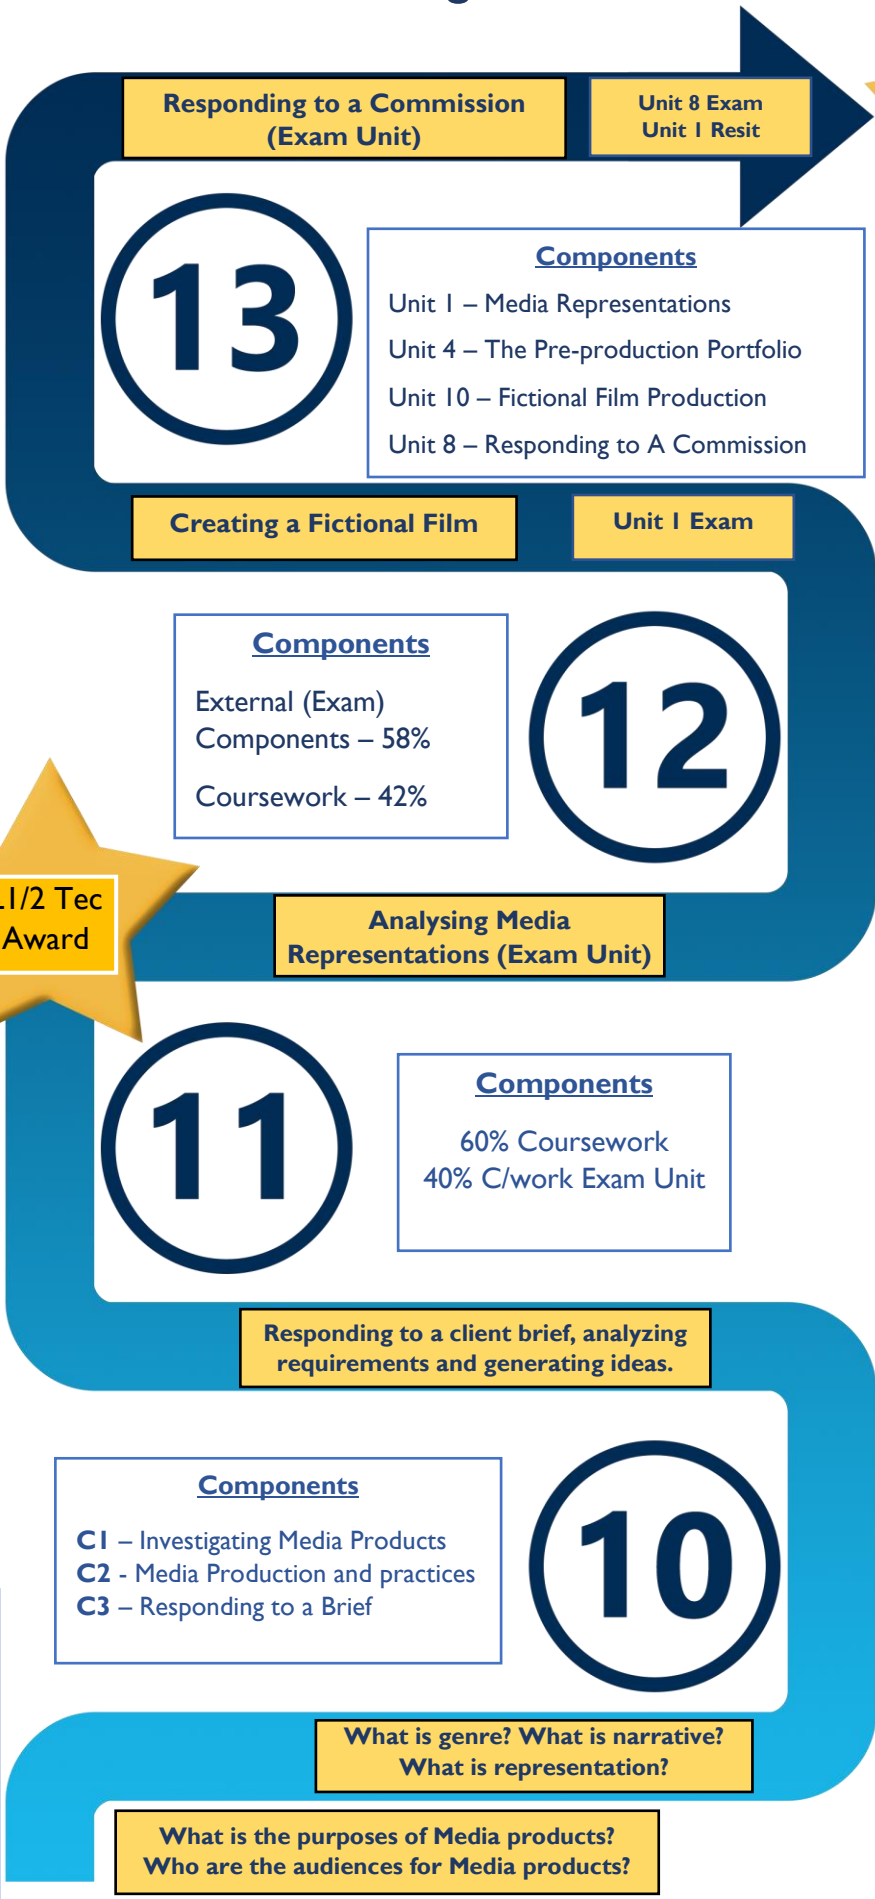 Responding to a Commission
(Exam Unit)
Unit 8 Exam
Unit 1 Resit
13
Components
Unit 1 – Media Representations
Unit 4 – The Pre-production Portfolio
Unit 10 – Fictional Film Production
Unit 8 – Responding to A Commission
Creating a Fictional Film
Unit 1 Exam
Components
External (Exam)
Components – 58%
Coursework – 42%
12
L1/2 Tec
Award
Analysing Media
Representations (Exam Unit)
11
Components
60% Coursework
40% C/work Exam Unit
Responding to a client brief, analyzing
requirements and generating ideas.
Components
C1 – Investigating Media Products
C2 - Media Production and practices
C3 – Responding to a Brief
10
What is genre? What is narrative?
What is representation?
What is the purposes of Media products?
Who are the audiences for Media products?